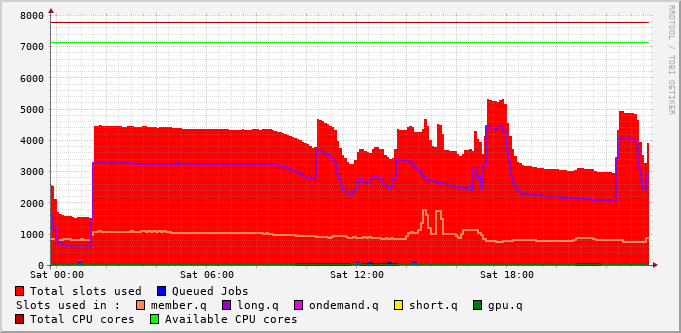 8000
7000
6000
5000
4000
3000
2000
1000
0
Sat 00:00 Sat 06:00 Sat 12:00 Sat 18:00
Total slots used Queued Jobs
Slots used in : member.q long.q ondemand.q short.q gpu.q
Total CPU cores Available CPU cores
RRDTOOL / TOBI OETIKER